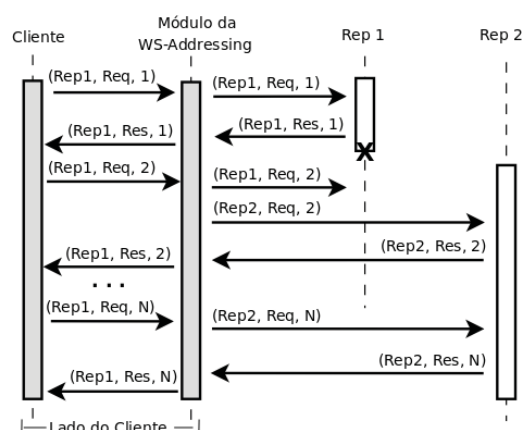 Cliente
Módulo da
WS-Addressing
Rep 1
Rep 2
(Rep1, Req, 1)
(Rep1, Req, 1)
(Rep1, Res, 1)
(Rep1, Res, 1)
(Rep1, Req, 2)
(Rep1, Req, 2)
(Rep2, Req, 2)
(Rep2, Res, 2)
(Rep1, Res, 2)
. . .
(Rep1, Req, N)
(Rep2, Req, N)
(Rep2, Res, N)
(Rep1, Res, N)
Lado do Cliente